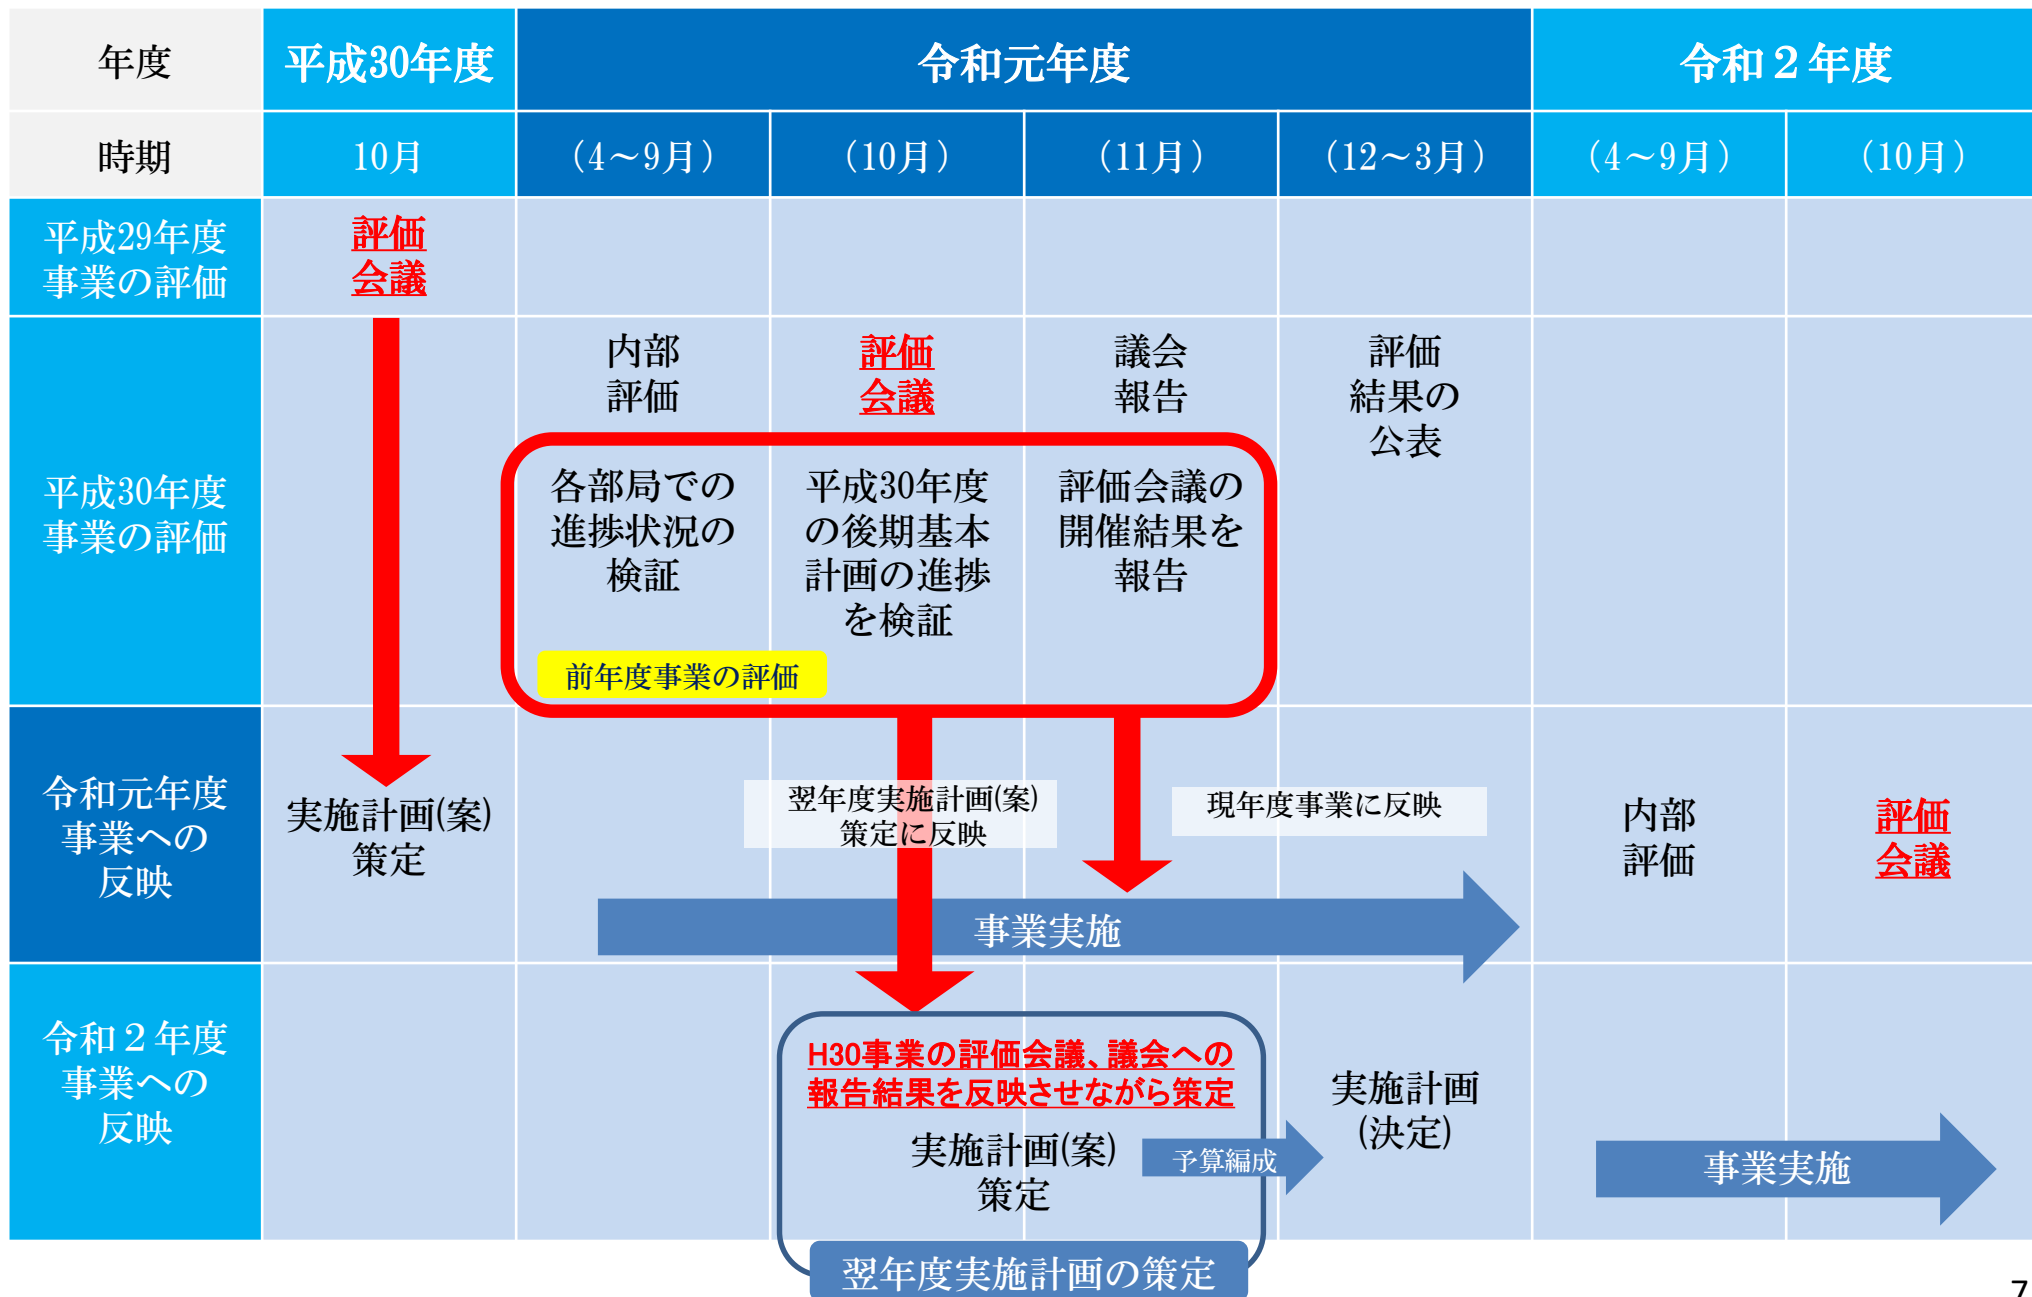 年度
平成30年度
令和元年度
令和２年度
時期
10月
（4～9月）
（10月）
（11月）
（12～3月）
（4～9月）
（10月）
平成29年度
事業の評価
評価
会議
平成30年度
事業の評価
内部
評価
評価
会議
議会
報告
評価
結果の
公表
各部局での
進捗状況の
検証
平成30年度
の後期基本
計画の進捗
を検証
評価会議の
開催結果を
報告
前年度事業の評価
令和元年度
事業への
反映
実施計画(案)
策定
翌年度実施計画(案)
策定に反映
現年度事業に反映
内部
評価
評価
会議
事業実施
令和２年度
事業への
反映
H30事業の評価会議、議会への
報告結果を反映させながら策定
実施計画(案)
策定
予算編成
実施計画
(決定)
事業実施
翌年度実施計画の策定
7